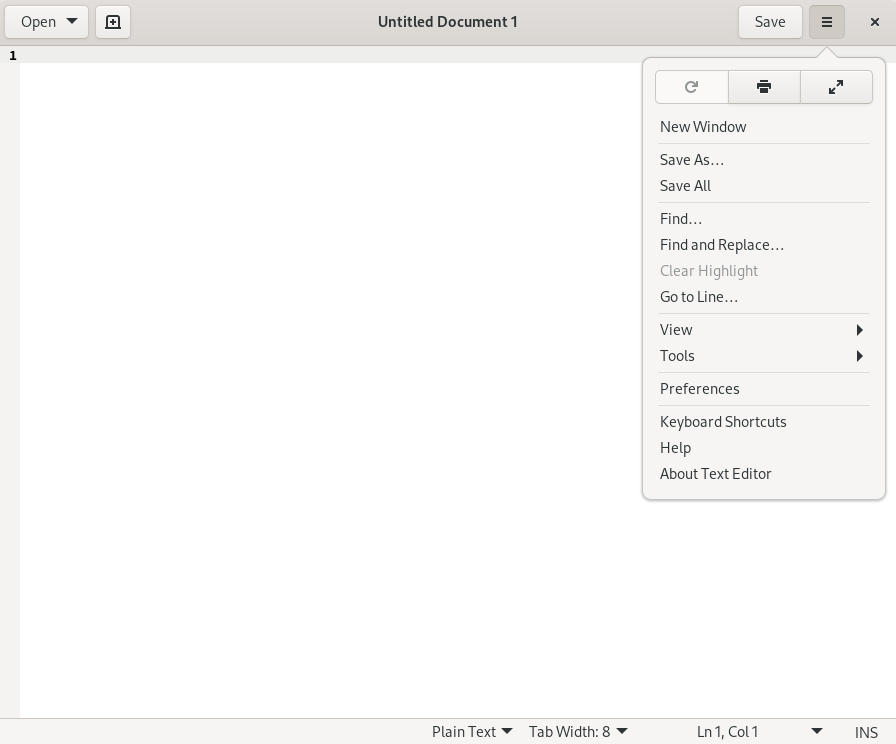 Open
Untitled Document 1
Save
1
New Window
Save As…
Save All
Find…
Find and Replace…
Clear Highlight
Go to Line…
View
Tools
Preferences
Keyboard Shortcuts
Help
About Text Editor
Plain Text Tab Width: 8 Ln 1, Col 1 INS